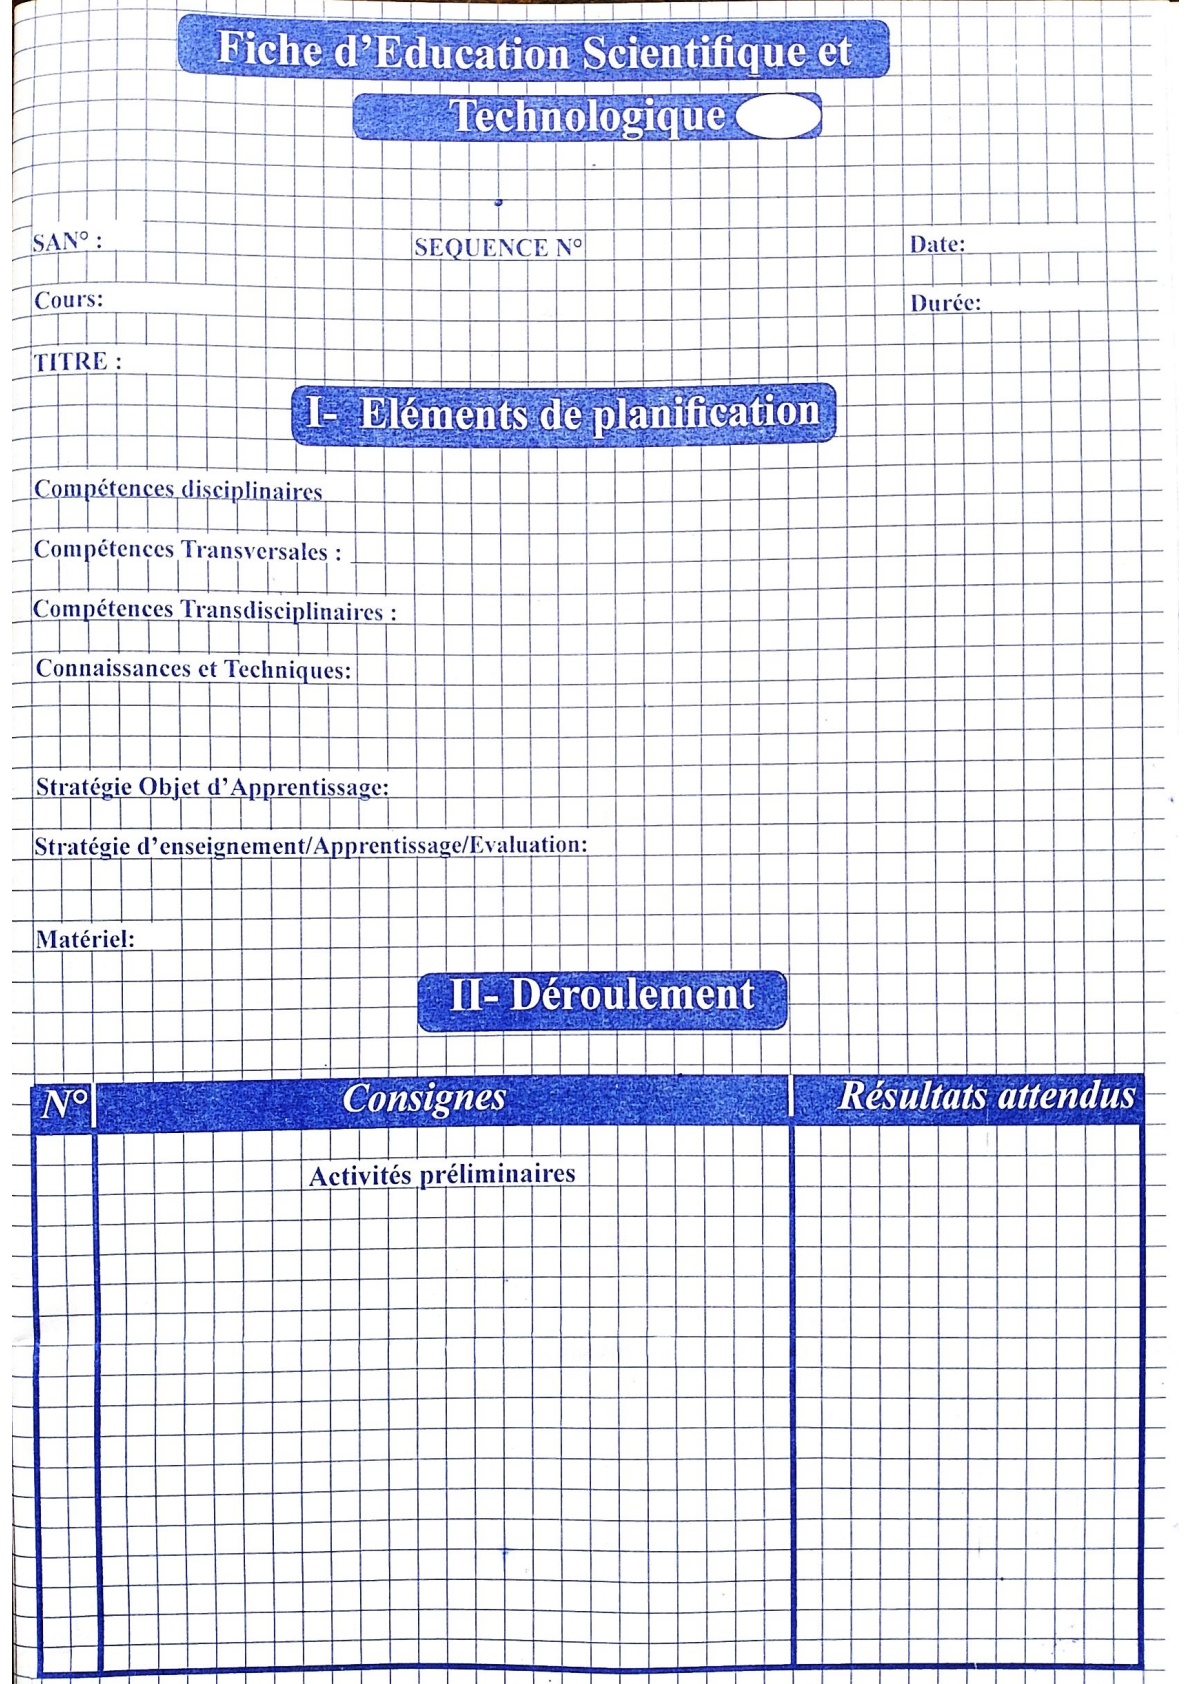 Fiche d'Education Scientifique et
Technologique
SAN° : SEQUENCE N° Date:
Cours: Durée:
TITRE :
I- Eléments de planification
Compétences disciplinaires
Compétences Transversales :
Compétences Transdisciplinaires :
Connaissances et Techniques:
Stratégie Objet d'Apprentissage:
Stratégie d'enseignement/Apprentissage/Evaluation:
Matériel:
II- Déroulement
N° Consignes Résultats attendus
Activités préliminaires